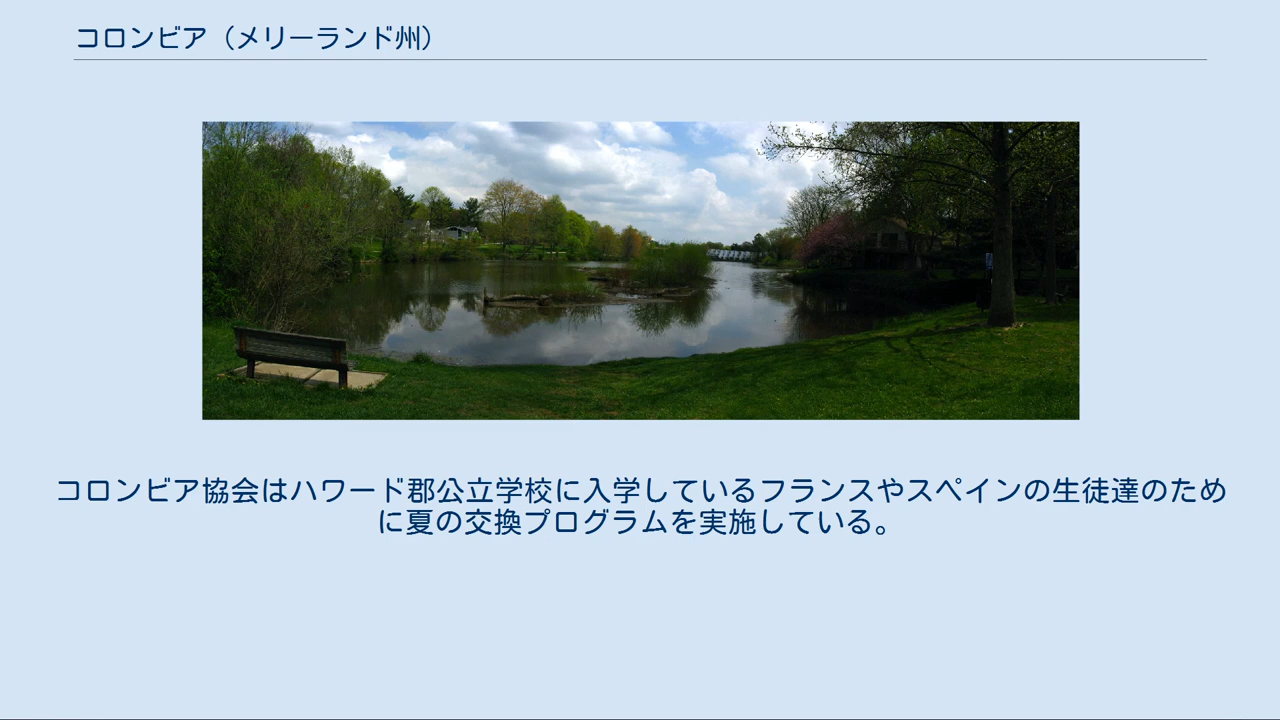 コロンビア（メリーランド州）
コロンビア協会はハワード郡公立学校に入学しているフランスやスペインの生徒達のため
に夏の交換プログラムを実施している。